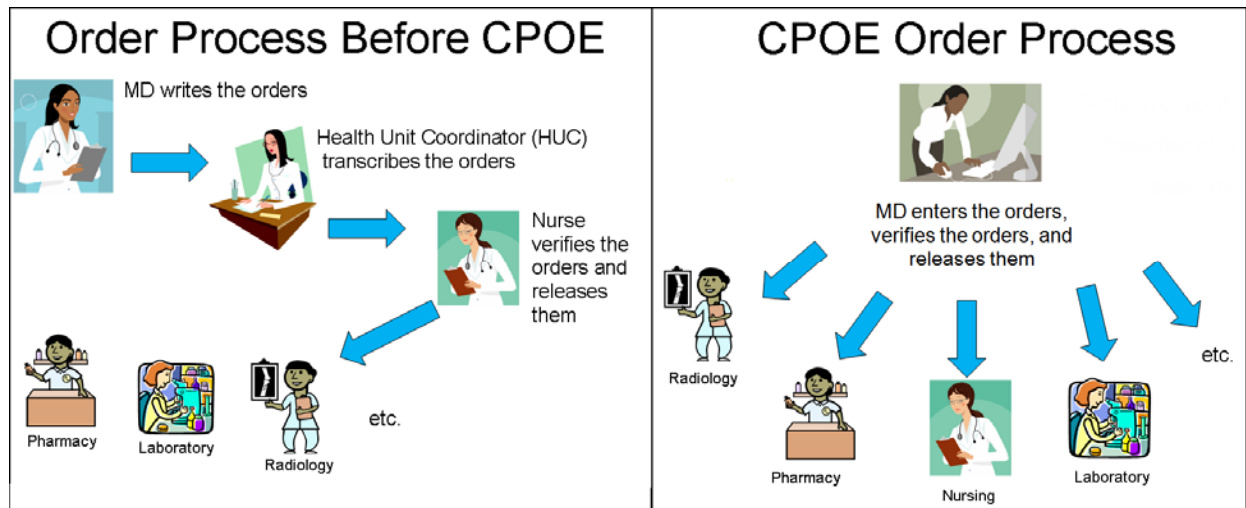 Order Process Before CPOE
MD writes the orders
Health Unit Coordinator (HUC)
transcribes the orders
Nurse
verifies the
orders and
releases
them
Pharmacy
Laboratory
Radiology
etc.
CPOE Order Process
MD enters the orders,
verifies the orders, and
releases them
Radiology
Pharmacy
Nursing
Laboratory
etc.